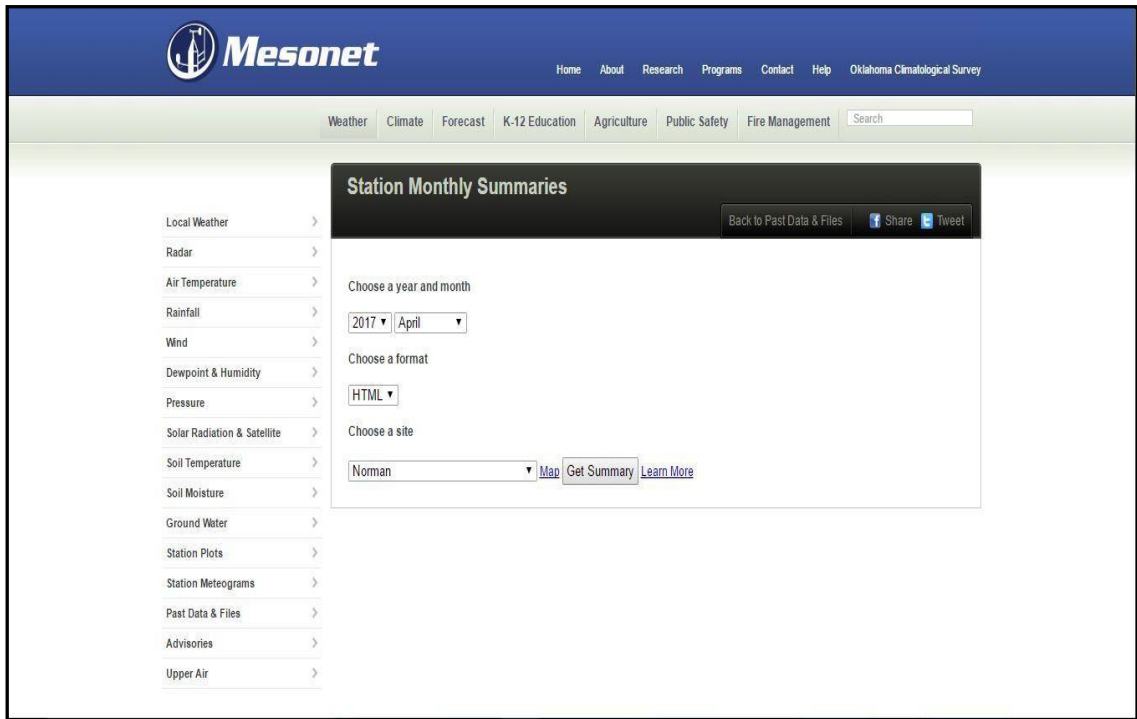 Mesonet
Home About Research Programs Contact Help Oklahoma Climatological Survey
Weather Climate Forecast K-12 Education Agriculture Public Safety Fire Management Search
Station Monthly Summaries
Back to Past Data & Files Share Tweet
Local Weather
Radar
Air Temperature
Rainfall
Wind
Dewpoint & Humidity
Pressure
Solar Radiation & Satellite
Soil Temperature
Soil Moisture
Ground Water
Station Plots
Station Meteograms
Past Data & Files
Advisories
Upper Air
Choose a year and month
2017 April
Choose a format
HTML
Choose a site
Norman Map Get Summary Learn More